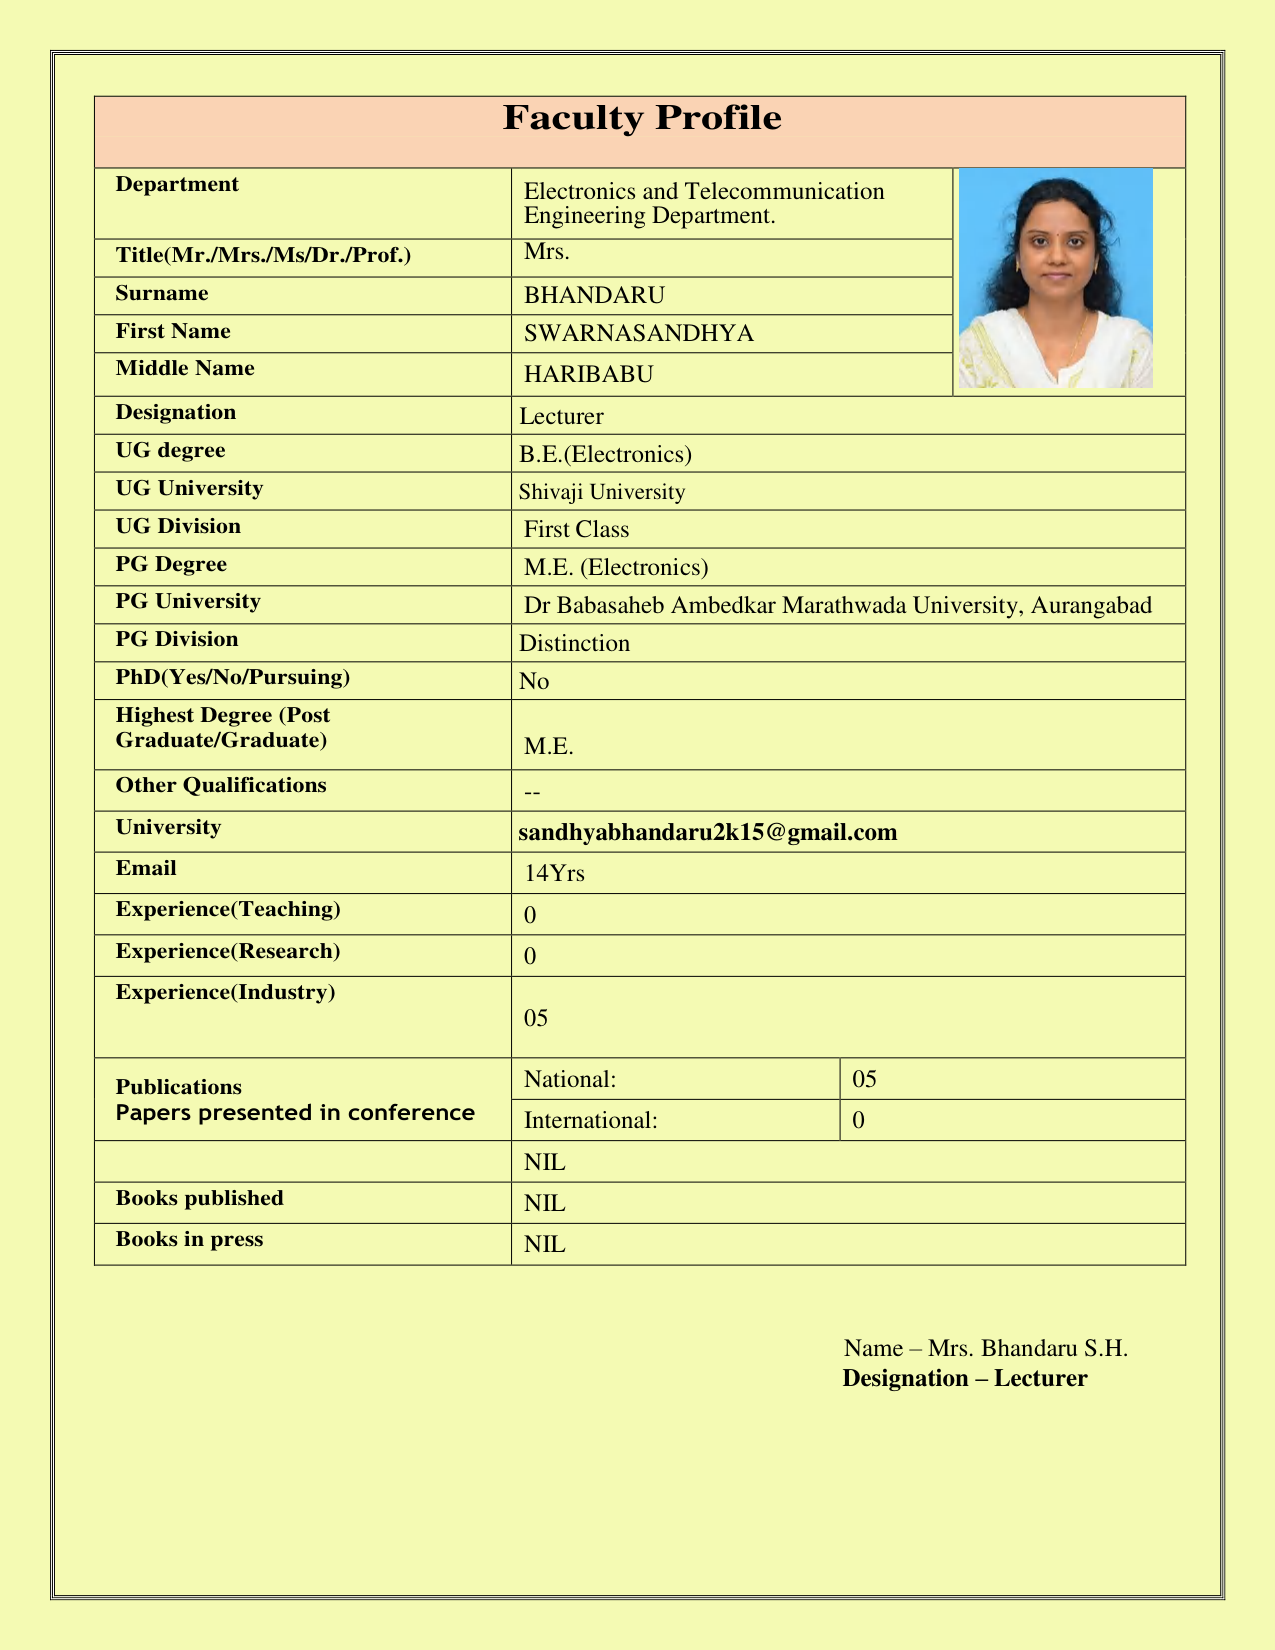 Faculty Profile
Department
Electronics and Telecommunication
Engineering Department.
Title(Mr./Mrs./Ms/Dr./Prof.)
Mrs.
Surname
BHANDARU
First Name
SWARNASANDHYA
Middle Name
HARIBABU
Designation
Lecturer
UG degree
B.E.(Electronics)
UG University
Shivaji University
UG Division
First Class
PG Degree
M.E. (Electronics)
PG University
Dr Babasaheb Ambedkar Marathwada University, Aurangabad
PG Division
Distinction
PhD(Yes/No/Pursuing)
No
Highest Degree (Post
Graduate/Graduate)
M.E.
Other Qualifications
--
University
sandhyabhandaru2k15@gmail.com
Email
14Yrs
Experience(Teaching)
0
Experience(Research)
0
Experience(Industry)
05
Publications
Papers presented in conference
National:
05
International:
0
NIL
Books published
NIL
Books in press
NIL
Name – Mrs. Bhandaru S.H.
Designation – Lecturer